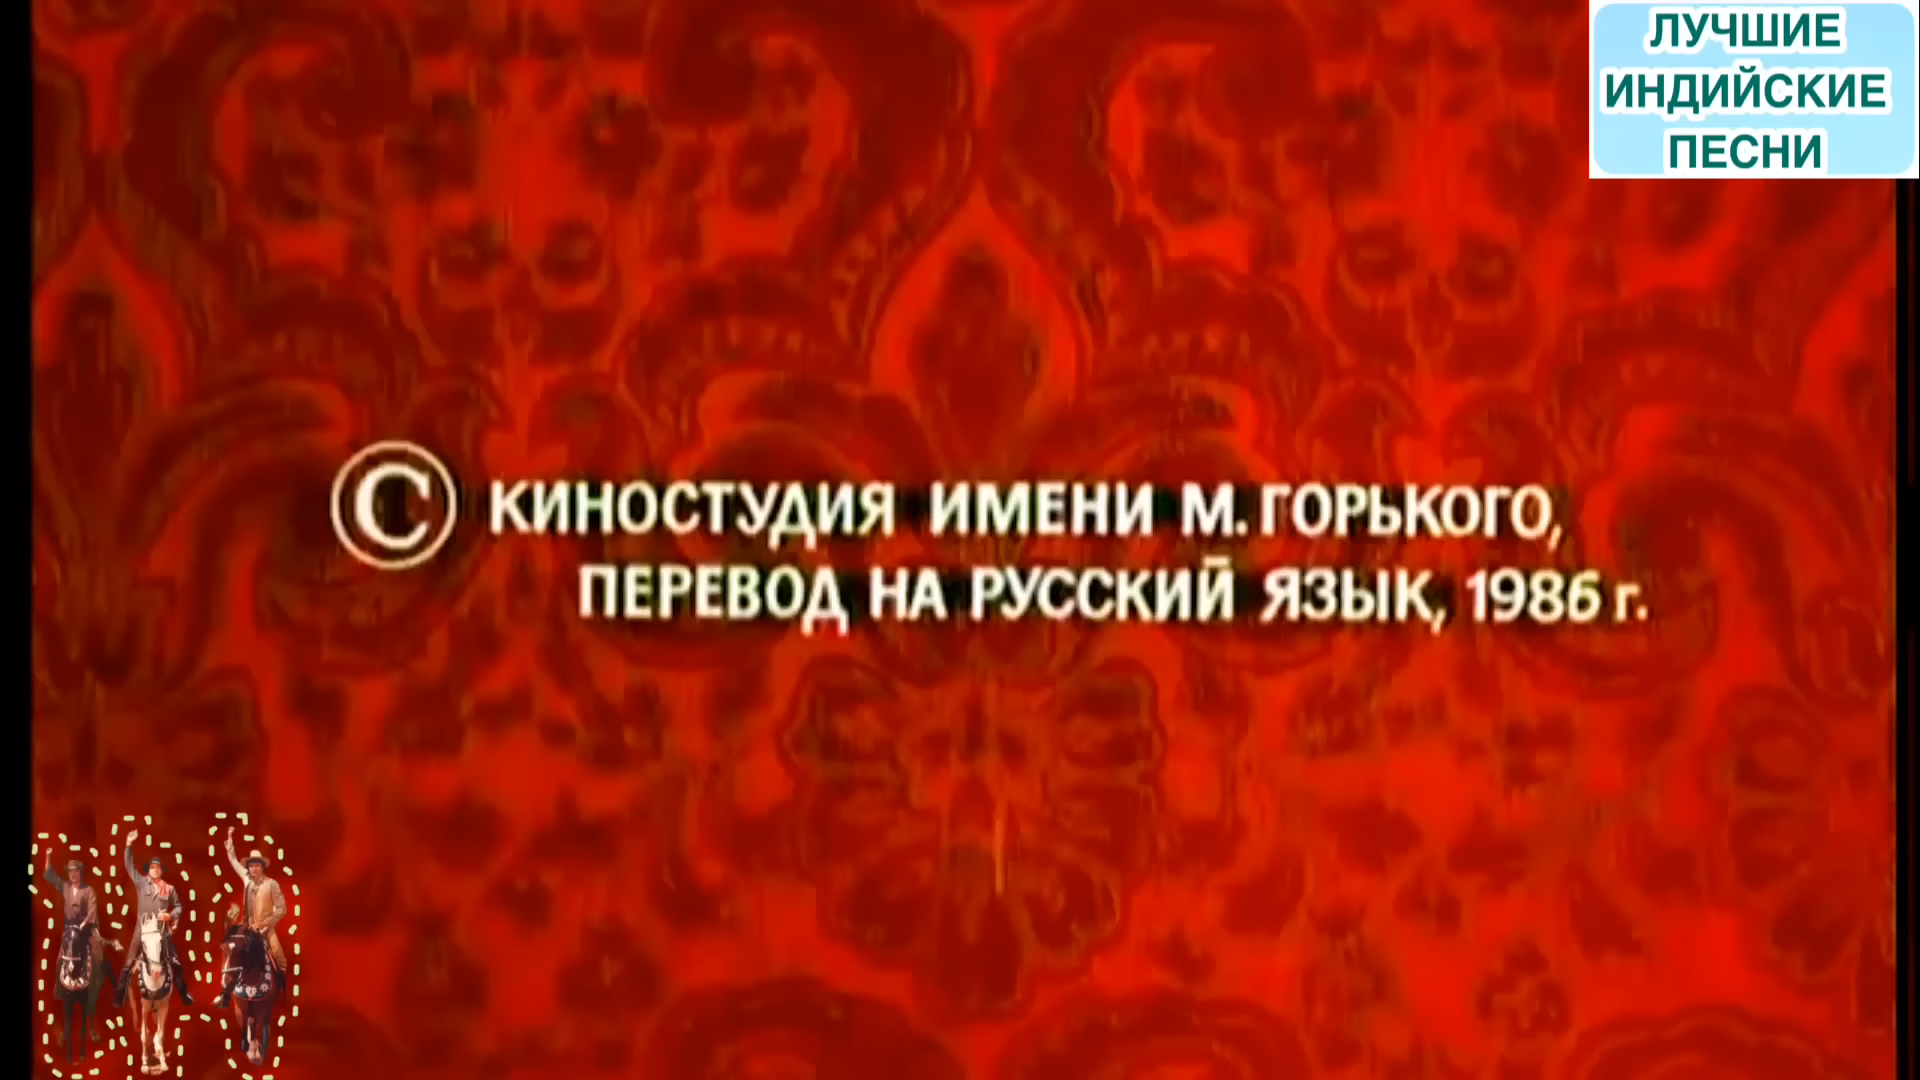 ЛУЧШИЕ
ИНДИЙСКИЕ
ПЕСНИ
© КИНОСТУДИЯ ИМЕНИ М. ГОРЬКОГО,
ПЕРЕВОД НА РУССКИЙ ЯЗЫК, 1986 г.